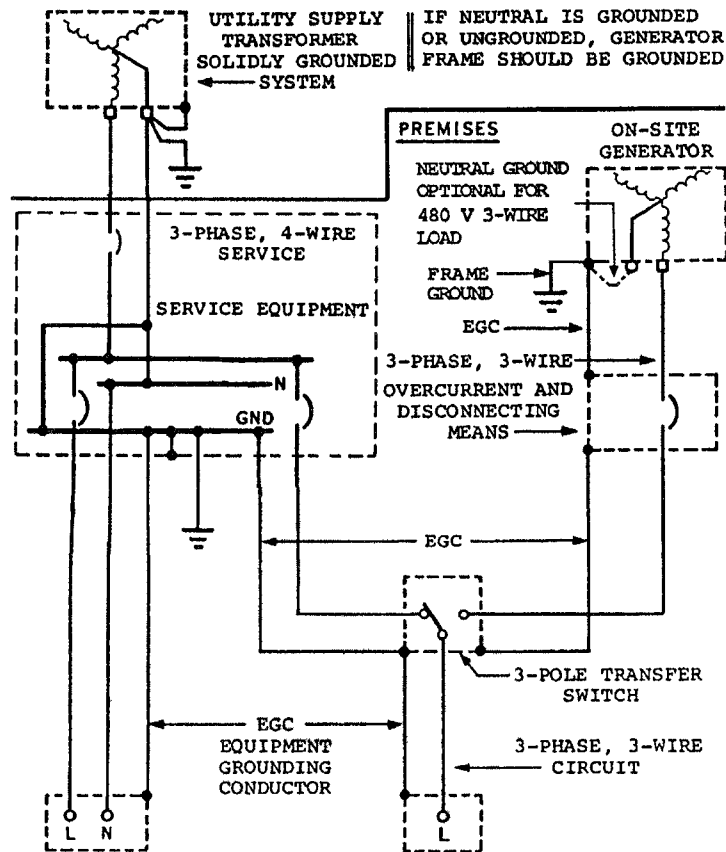 UTILITY SUPPLY
TRANSFORMER
SOLIDLY GROUNDED
SYSTEM
IF NEUTRAL IS GROUNDED
OR UNGROUNDED, GENERATOR
FRAME SHOULD BE GROUNDED
PREMISES
ON-SITE
GENERATOR
NEUTRAL GROUND
OPTIONAL FOR
480 V 3-WIRE
LOAD
3-PHASE, 4-WIRE
SERVICE
FRAME
GROUND
SERVICE EQUIPMENT
EGC
3-PHASE, 3-WIRE
N
OVERCURRENT AND
DISCONNECTING
MEANS
GND
EGC
3-POLE TRANSFER
SWITCH
EGC
EQUIPMENT
GROUNDING
CONDUCTOR
3-PHASE, 3-WIRE
CIRCUIT
L N
L